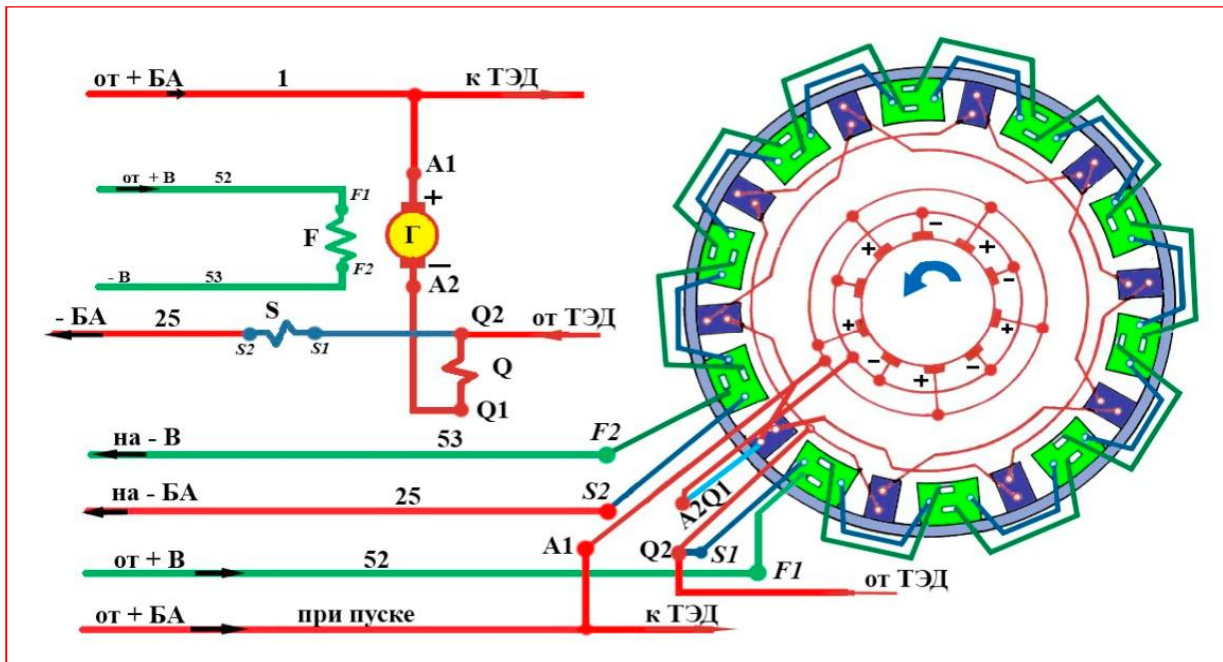 от + БА 1 к ТЭД
A1
+
от + В 52 F1
F Г
−
- В 53 F2
A2
- БА 25 S Q2 от ТЭД
S2 S1
Q
Q1
на - В 53 F2
на - БА 25 S2
A2Q1
A1 Q2 S1
от + В 52 F1
от ТЭД
от + БА при пуске к ТЭД
− + − + − + − + − +